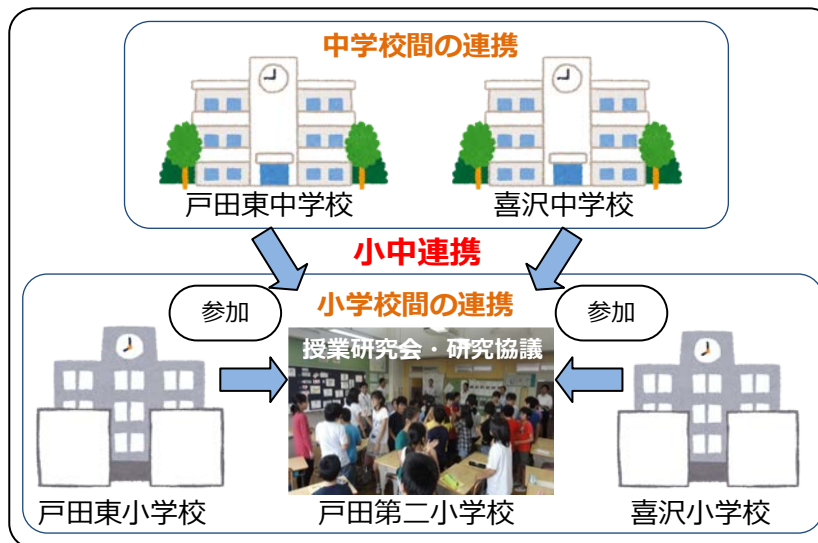 中学校間の連携
戸田東中学校
喜沢中学校
小中連携
小学校間の連携
参加
参加
授業研究会・研究協議
戸田東小学校
戸田第二小学校
喜沢小学校